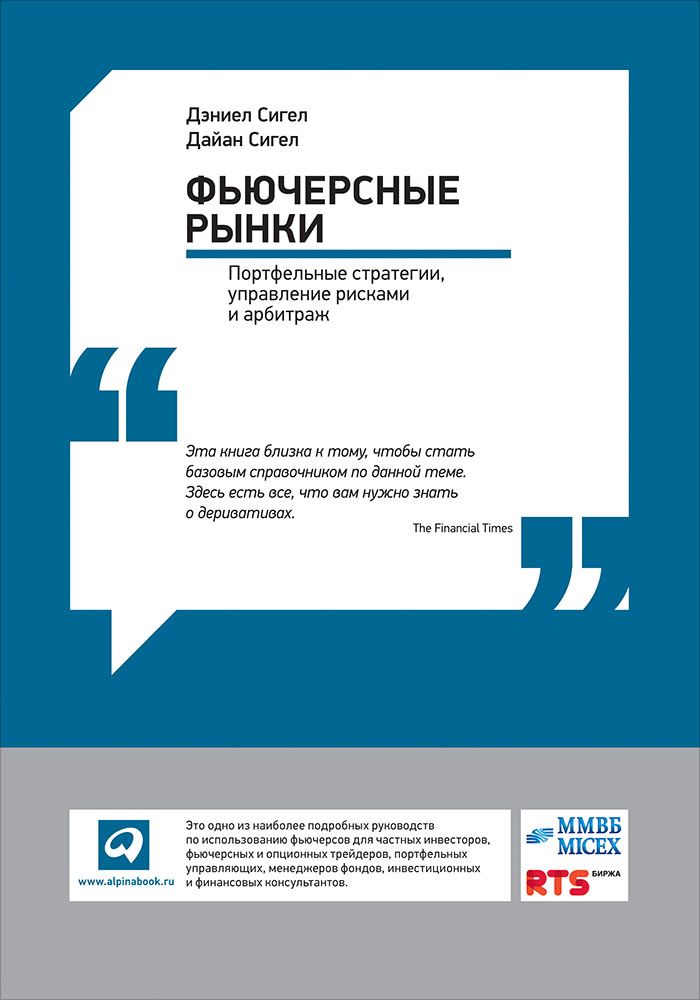 Дэниел Сигел
Дайан Сигел
ФЬЮЧЕРСНЫЕ
РЫНКИ
Портфельные стратегии,
управление рисками
и арбитраж
Эта книга близка к тому, чтобы стать
базовым справочником по данной теме.
Здесь есть все, что вам нужно знать
о деривативах.
The Financial Times
www.alpinabook.ru
Это одно из наиболее подробных руководств
по использованию фьючерсов для частных инвесторов,
фьючерсных и опционных трейдеров, портфельных
управляющих, менеджеров фондов, инвестиционных
и финансовых консультантов.
ММВБ
MICEX
RTS БИРЖА